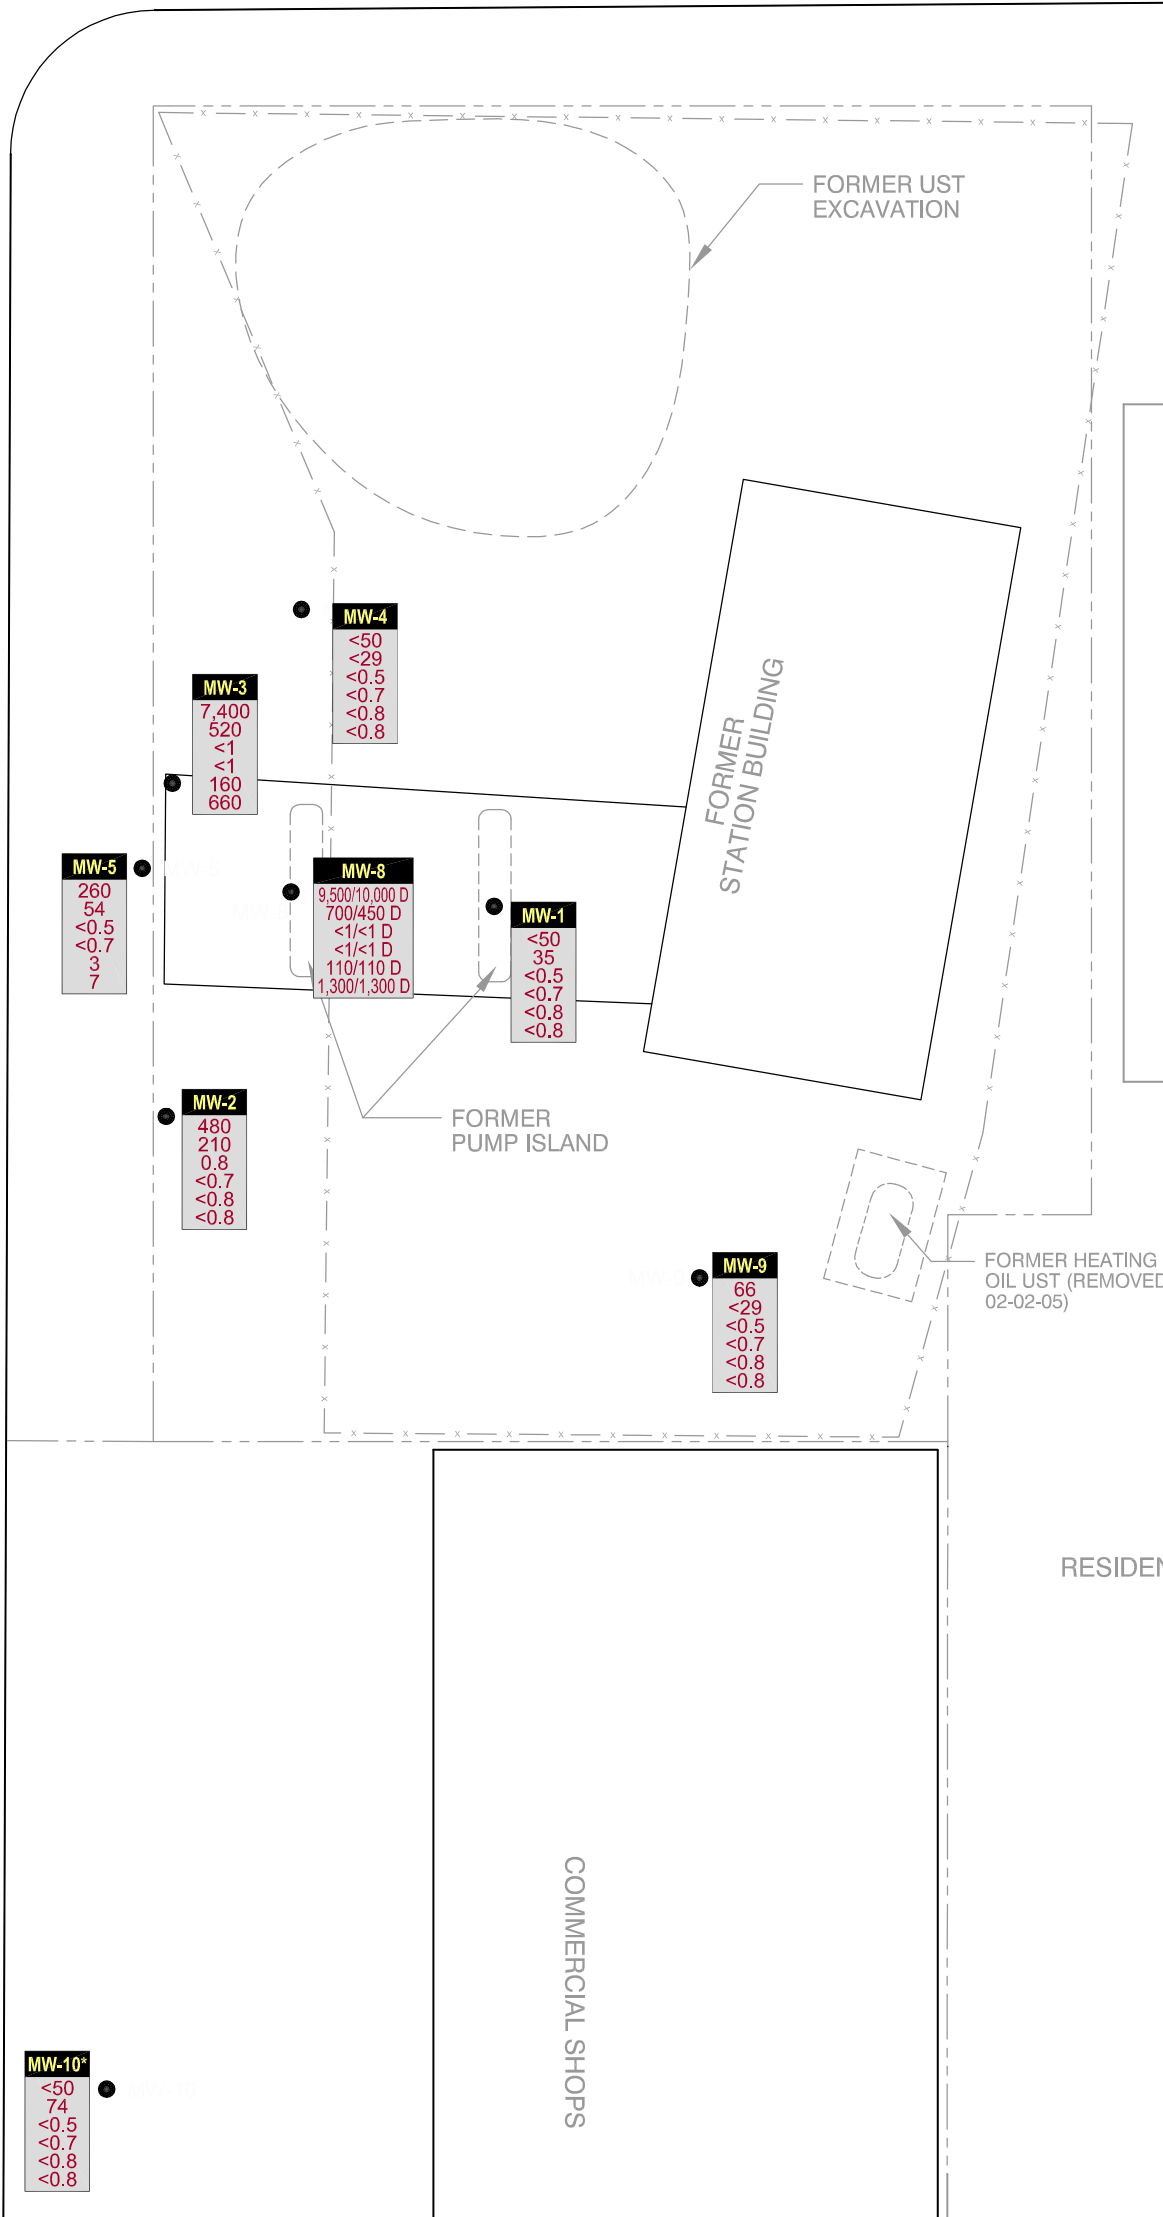 FORMER UST
EXCAVATION
MW-4
<50
<29
<0.5
<0.7
<0.8
<0.8
MW-3
7,400
520
<1
<1
160
660
FORMER
STATION BUILDING
MW-5
260
54
<0.5
<0.7
3
7
MW-8
9,500/10,000 D
700/450 D
<1/<1 D
<1/<1 D
110/110 D
1,300/1,300 D
MW-1
<50
35
<0.5
<0.7
<0.8
<0.8
MW-2
480
210
0.8
<0.7
<0.8
<0.8
FORMER
PUMP ISLAND
MW-9
66
<29
<0.5
<0.7
<0.8
<0.8
FORMER HEATING
OIL UST (REMOVED
02-02-05)
RESIDEN
COMMERCIAL SHOPS
MW-10*
<50
74
<0.5
<0.7
<0.8
<0.8